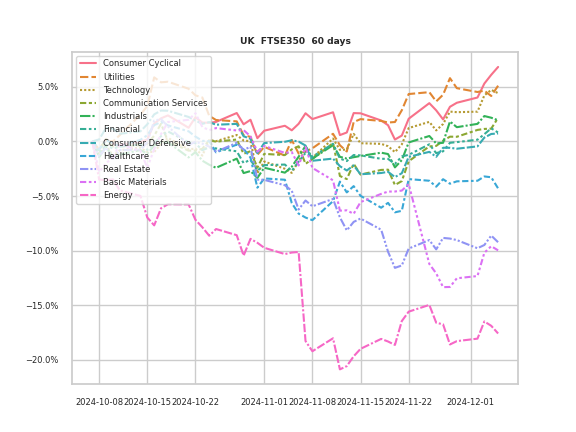 UK  FTSE350  60 days
Consumer Cyclical
Utilities
Technology
Communication Services
Industrials
Financial
Consumer Defensive
Healthcare
Real Estate
Basic Materials
Energy
5.0%
0.0%
−5.0%
−10.0%
−15.0%
−20.0%
2024-10-08
2024-10-15
2024-10-22
2024-11-01
2024-11-08
2024-11-15
2024-11-22
2024-12-01